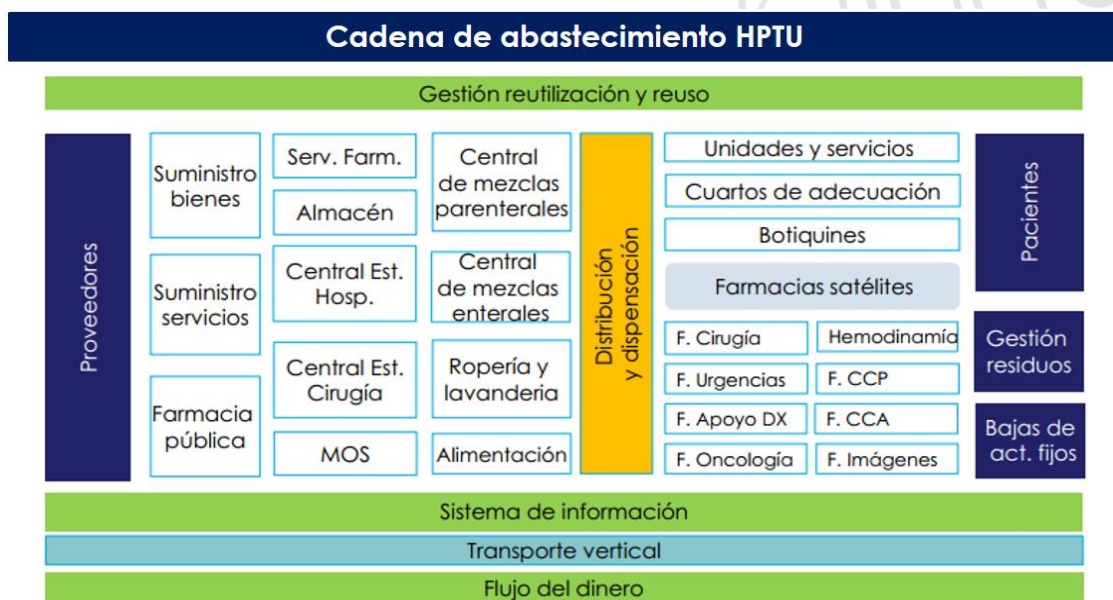 Cadena de abastecimiento HPTU
Gestión reutilización y reuso
Proveedores
Suministro
bienes
Suministro
servicios
Farmacia
pública
Serv. Farm.
Almacén
Central Est.
Hosp.
Central Est.
Cirugía
MOS
Central
de mezclas
parenterales
Central
de mezclas
enterales
Ropería y
lavanderia
Alimentación
Distribución
y dispensación
Unidades y servicios
Cuartos de adecuación
Botiquines
Farmacias satélites
F. Cirugía
Hemodinamía
F. Urgencias
F. CCP
F. Apoyo DX
F. CCA
F. Oncología
F. Imágenes
Pacientes
Gestión
residuos
Bajas de
act. fijos
Sistema de información
Transporte vertical
Flujo del dinero